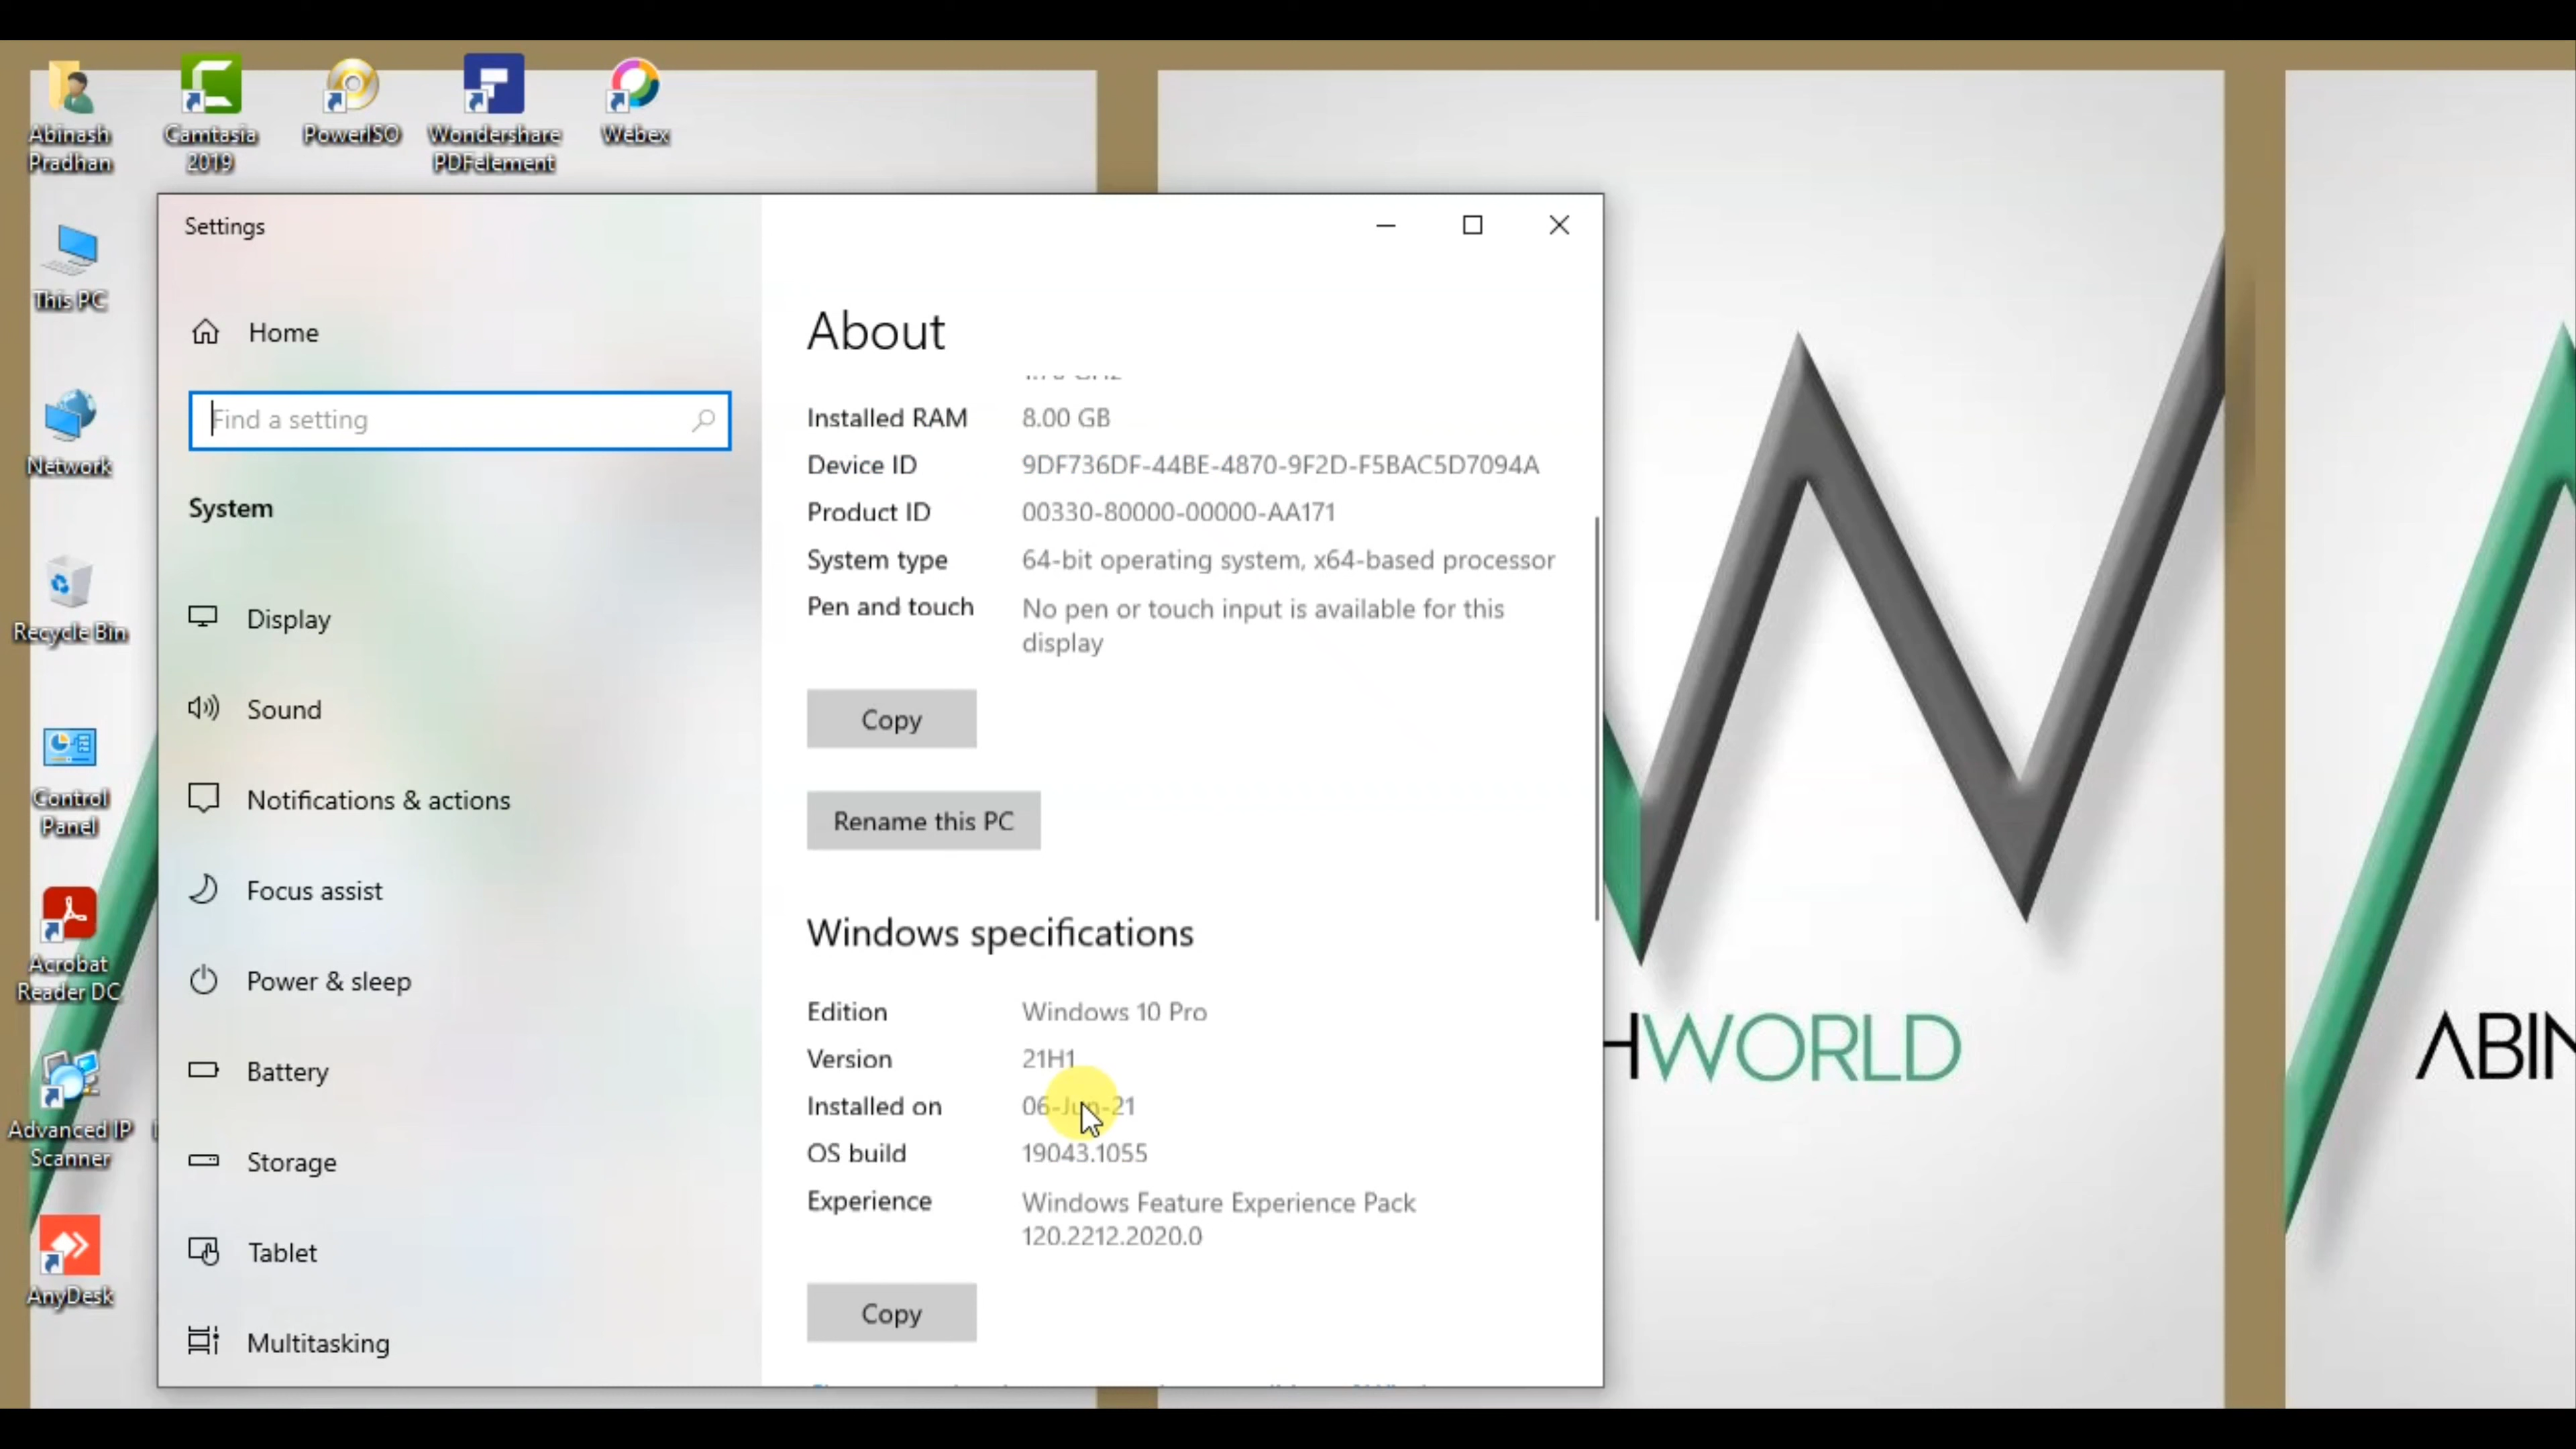 Abinash
Pradhan
Camtasia
2019
PowerISO
Wondershare
PDFelement
Webex
This PC
Network
Recycle Bin
Control
Panel
Acrobat
Reader DC
Advanced IP
Scanner
AnyDesk
Settings
Home
Find a setting
System
Display
Sound
Notifications & actions
Focus assist
Power & sleep
Battery
Storage
Tablet
Multitasking
About
Installed RAM 8.00 GB
Device ID 9DF736DF-44BE-4870-9F2D-F5BAC5D7094A
Product ID 00330-80000-00000-AA171
System type 64-bit operating system, x64-based processor
Pen and touch No pen or touch input is available for this
display
Copy
Rename this PC
Windows specifications
Edition Windows 10 Pro
Version 21H1
Installed on 06-Jun-21
OS build 19043.1055
Experience Windows Feature Experience Pack
120.2212.2020.0
Copy
HWORLD
ABIN